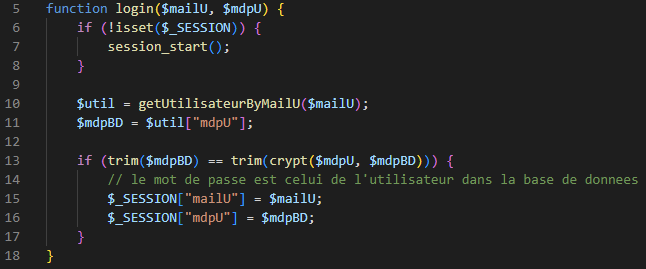 5 function login($mailU, $mdpU) {
6     if (!isset($_SESSION)) {
7         session_start();
8     }
9
10     $util = getUtilisateurByMailU($mailU);
11     $mdpBD = $util["mdpU"];
12
13     if (trim($mdpBD) == trim(crypt($mdpU, $mdpBD))) {
14         // le mot de passe est celui de l'utilisateur dans la base de donnees
15         $_SESSION["mailU"] = $mailU;
16         $_SESSION["mdpU"] = $mdpBD;
17     }
18 }